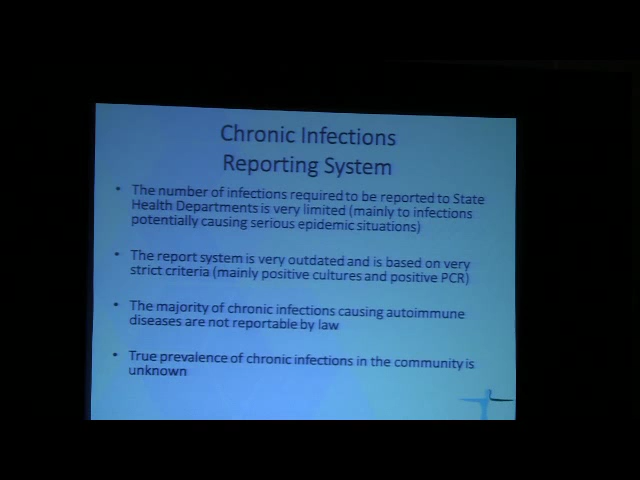 Chronic Infections
Reporting System
• The number of infections required to be reported to State
Health Departments is very limited (mainly to infections
potentially causing serious epidemic situations)
• The report system is very outdated and is based on very
strict criteria (mainly positive cultures and positive PCR)
• The majority of chronic infections causing autoimmune
diseases are not reportable by law
• True prevalence of chronic infections in the community is
unknown